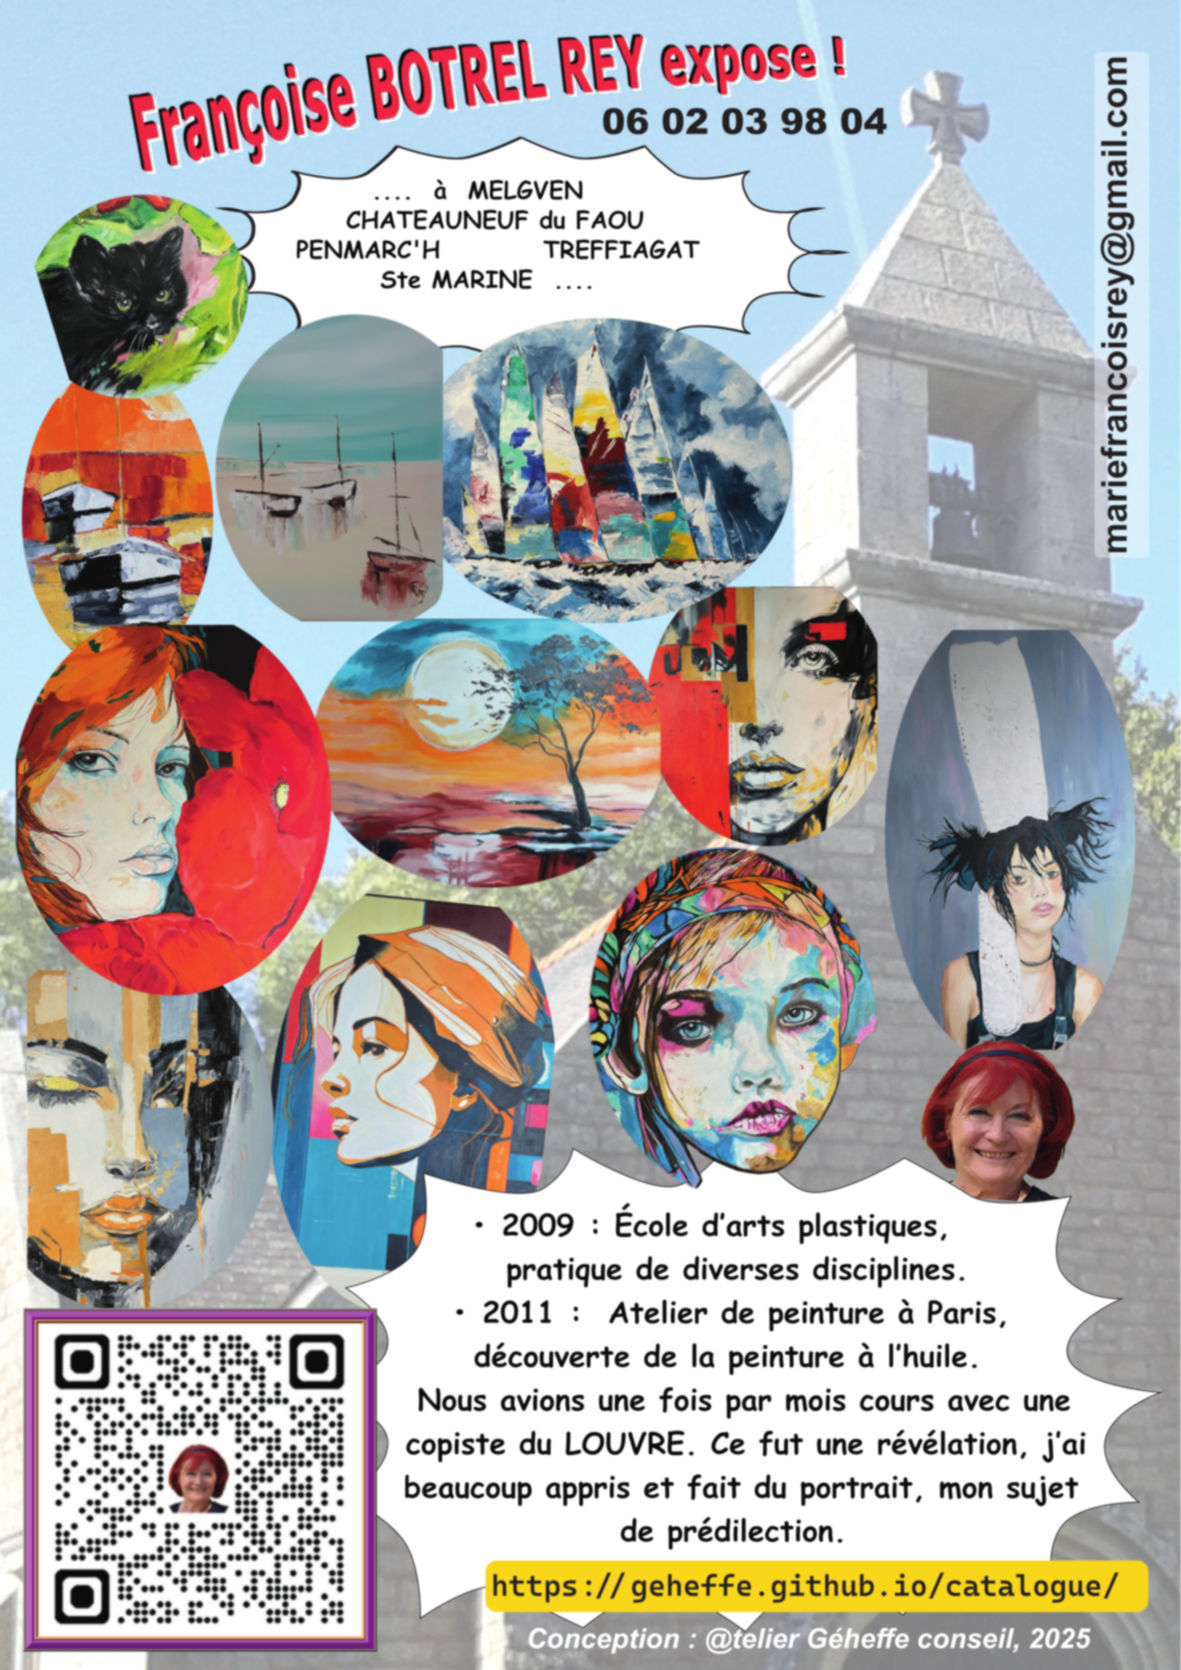 Françoise BOTREL REY expose !
06 02 03 98 04
mariefrancoisrey@gmail.com
.... à MELGVEN
CHATEAUNEUF du FAOU
PENMARC'H TREFFIAGAT
Ste MARINE ....
• 2009 : École d’arts plastiques,
pratique de diverses disciplines.
• 2011 : Atelier de peinture à Paris,
découverte de la peinture à l’huile.
Nous avions une fois par mois cours avec une
copiste du LOUVRE. Ce fut une révélation, j’ai
beaucoup appris et fait du portrait, mon sujet
de prédilection.
https://geheffe.github.io/catalogue/
Conception : @telier Géheffe conseil, 2025